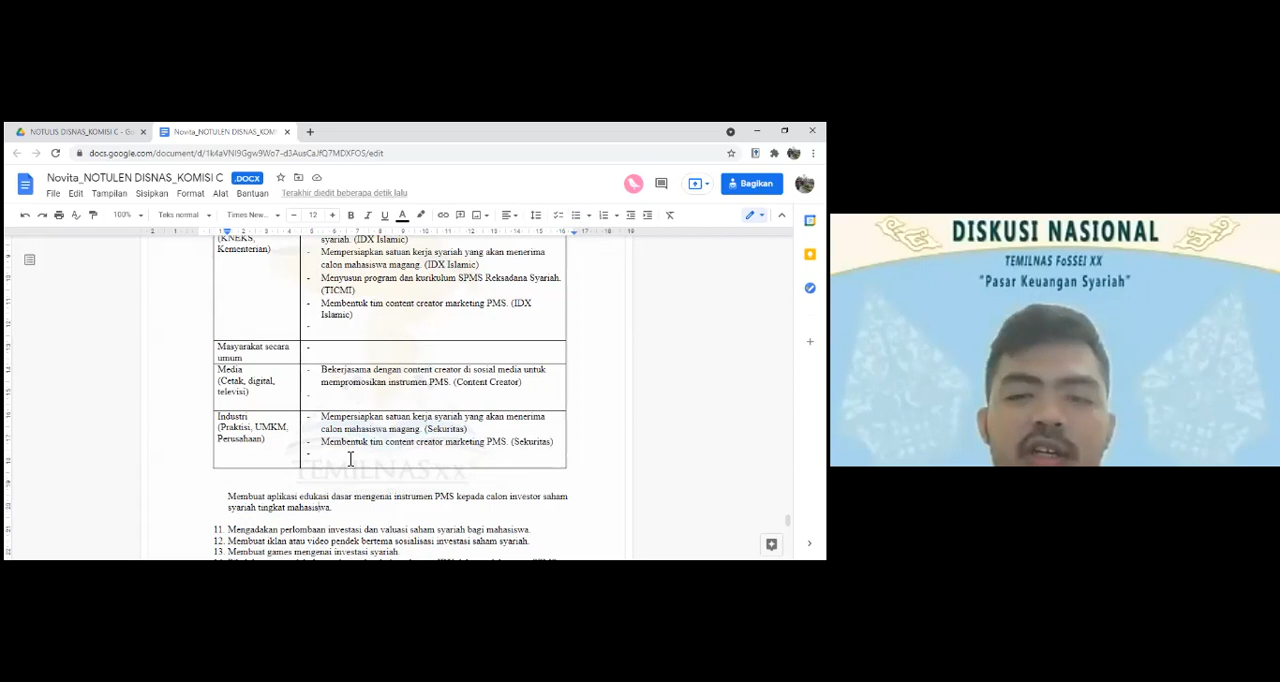 NOTULIS DISNAS_KOMISI C - Go
Novita_NOTULEN DISNAS_KOM
docs.google.com/document/d/1k4aVNI9Ggw9Wo7-d3AusCaJfQ7MDXFOS/edit
Novita_NOTULEN DISNAS_KOMISI C
.DOCX
File Edit Tampilan Sisipkan Format Alat Bantuan
Terakhir diedit beberapa detik lalu
Bagikan
100%
Teks normal
Times New...
12
(KNEKS,
Kementerian)
syariah. (IDX Islamic)
- Mempersiapkan satuan kerja syariah yang akan menerima
calon mahasiswa magang. (IDX Islamic)
- Menyusun program dan kurikulum SPMS Reksadana Syariah.
(TICMI)
- Membentuk tim content creator marketing PMS. (IDX
Islamic)
-
Masyarakat secara
umum
-
Media
(Cetak, digital,
televisi)
- Bekerjasama dengan content creator di sosial media untuk
mempromosikan instrumen PMS. (Content Creator)
-
Industri
(Praktisi, UMKM,
Perusahaan)
- Mempersiapkan satuan kerja syariah yang akan menerima
calon mahasiswa magang. (Sekuritas)
- Membentuk tim content creator marketing PMS. (Sekuritas)
-
TEMILNAS XX
Membuat aplikasi edukasi dasar mengenai instrumen PMS kepada calon investor saham
syariah tingkat mahasiswa.
11. Mengadakan perlombaan investasi dan valuasi saham syariah bagi mahasiswa.
12. Membuat iklan atau video pendek bertema sosialisasi investasi saham syariah.
13. Membuat games mengenai investasi syariah.
DISKUSI NASIONAL
TEMILNAS FoSSEI XX
"Pasar Keuangan Syariah"